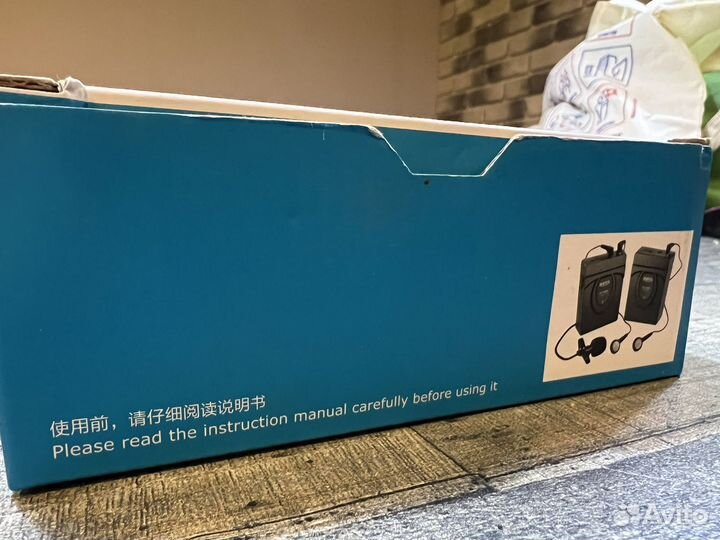 使用前，请仔细阅读说明书
Please read the instruction manual carefully before using it
Avito